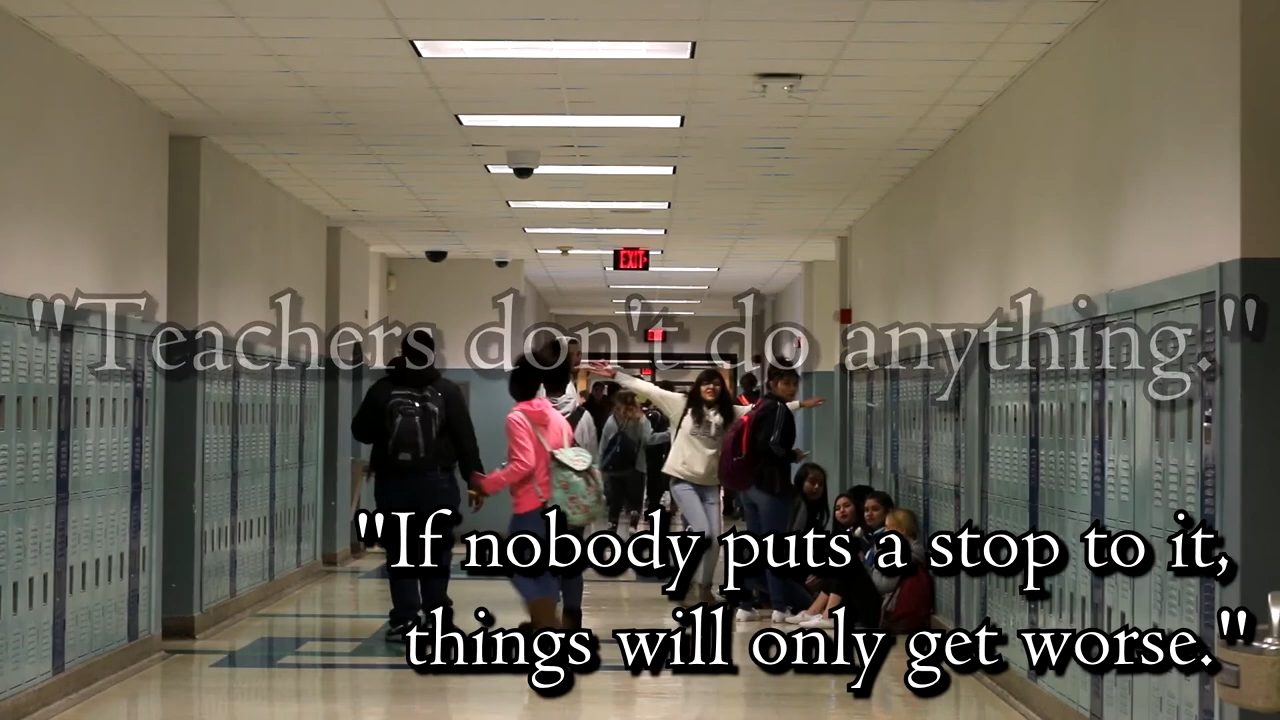 EXIT
"Teachers don't do anything."
"If nobody puts a stop to it,
things will only get worse."